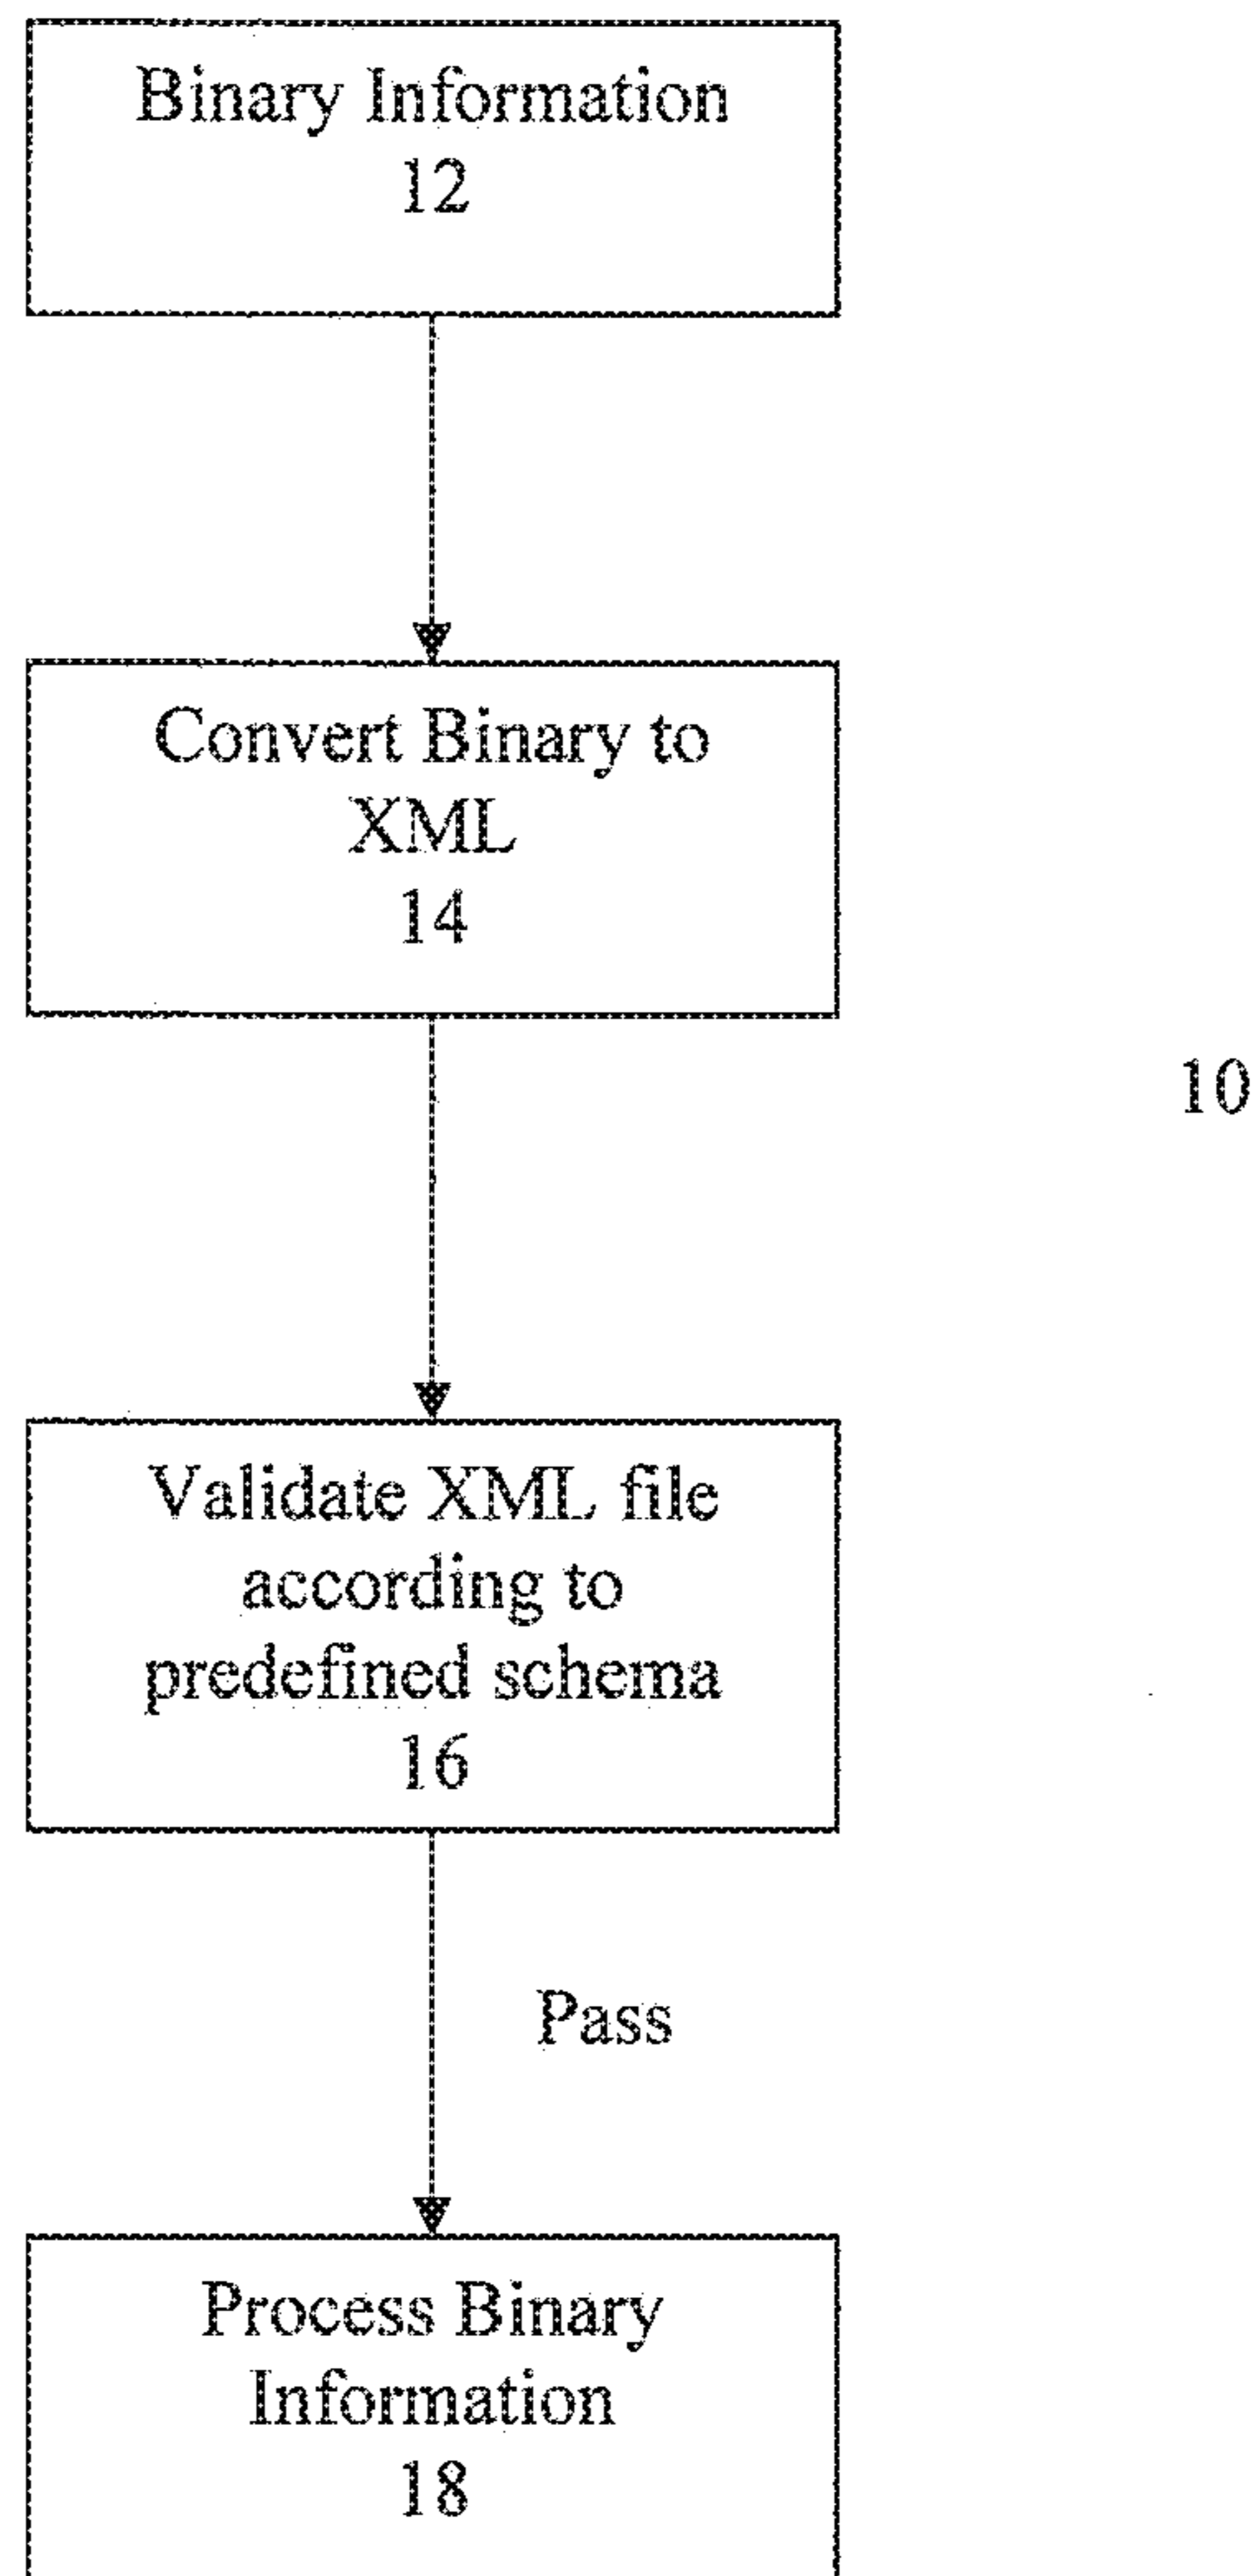 Binary Information
12
Convert Binary to
XML
14
10
Validate XML file
according to
predefined schema
16
Pass
Process Binary
Information
18